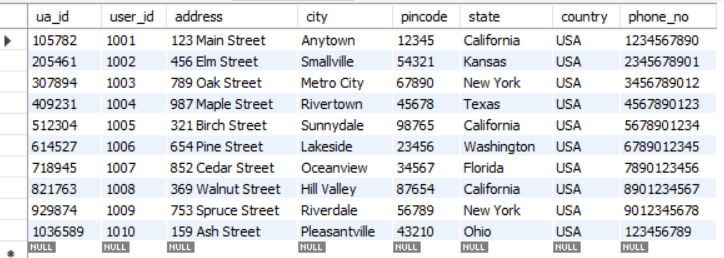 ua_id user_id address city pincode state country phone_no
105782 1001 123 Main Street Anytown 12345 California USA 1234567890
205461 1002 456 Elm Street Smallville 54321 Kansas USA 2345678901
307894 1003 789 Oak Street Metro City 67890 New York USA 3456789012
409231 1004 987 Maple Street Rivertown 45678 Texas USA 4567890123
512304 1005 321 Birch Street Sunnydale 98765 California USA 5678901234
614527 1006 654 Pine Street Lakeside 23456 Washington USA 6789012345
718945 1007 852 Cedar Street Oceanview 34567 Florida USA 7890123456
821763 1008 369 Walnut Street Hill Valley 87654 California USA 8901234567
929874 1009 753 Spruce Street Riverdale 56789 New York USA 9012345678
1036589 1010 159 Ash Street Pleasantville 43210 Ohio USA 123456789
NULL NULL NULL NULL NULL NULL NULL NULL